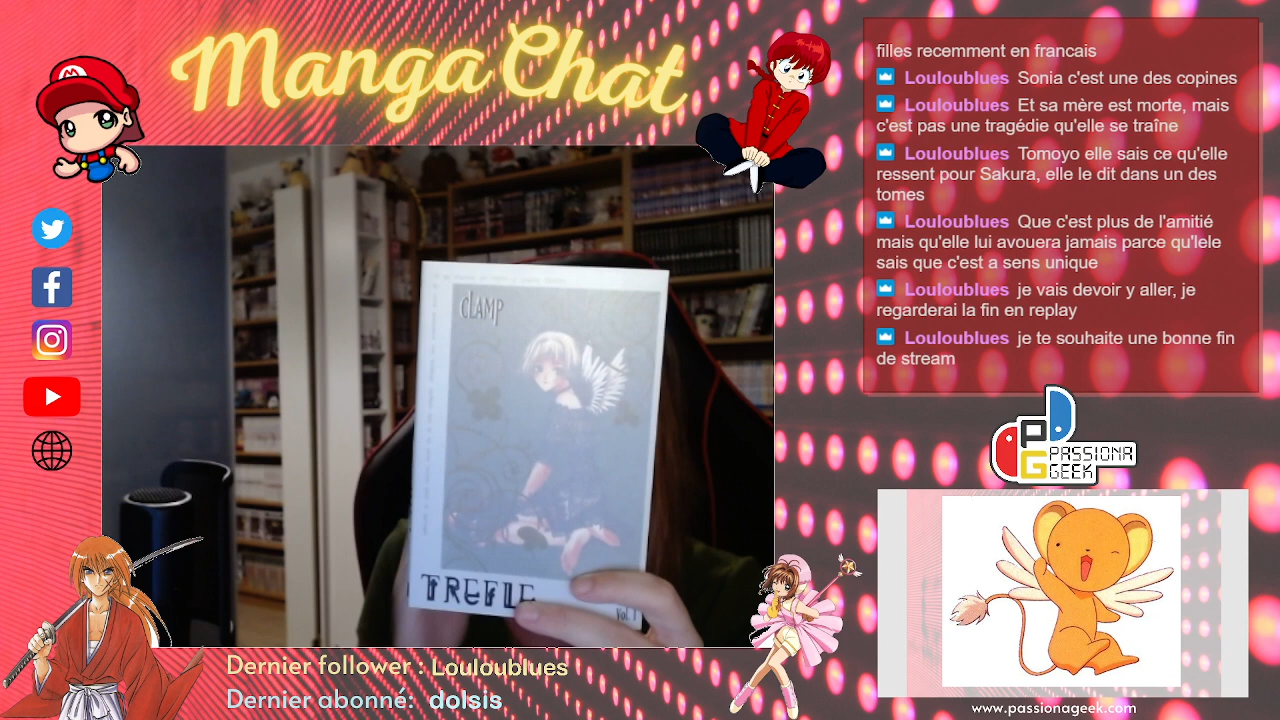 Manga Chat
filles recemment en francais
Louloublues Sonia c'est une des copines
Louloublues Et sa mère est morte, mais
c'est pas une tragédie qu'elle se traîne
Louloublues Tomoyo elle sais ce qu'elle
ressent pour Sakura, elle le dit dans un des
tomes
Louloublues Que c'est plus de l'amitié
mais qu'elle lui avouera jamais parce qu'lele
sais que c'est a sens unique
Louloublues je vais devoir y aller, je
regarderai la fin en replay
Louloublues je te souhaite une bonne fin
de stream
CLAMP
TREFLE
Vol. 1
PASSIONA
GEEK
Dernier follower : Louloublues
Dernier abonné: dolsis
www.passionageek.com